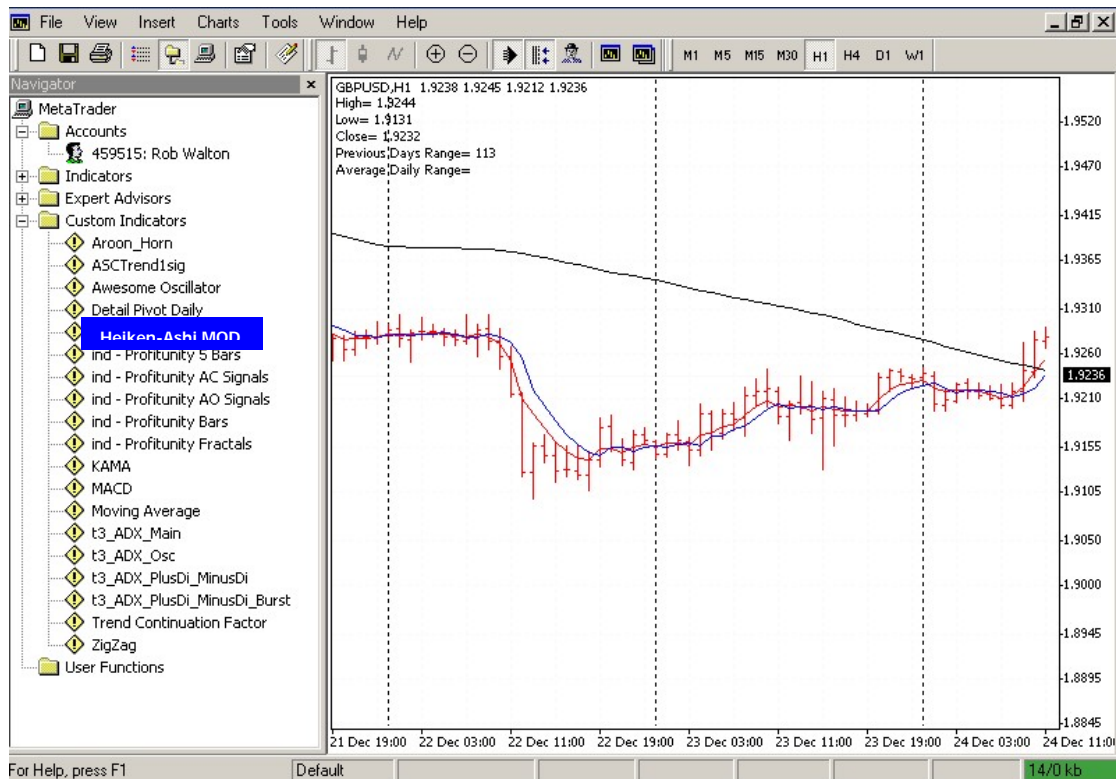 File View Insert Charts Tools Window Help
M1 M5 M15 M30 H1 H4 D1 W1
Navigator
MetaTrader
Accounts
459515: Rob Walton
Indicators
Expert Advisors
Custom Indicators
Aroon_Horn
ASCTrend1sig
Awesome Oscillator
Detail Pivot Daily
Heiken-Ashi MOD
ind - Profitunity 5 Bars
ind - Profitunity AC Signals
ind - Profitunity AO Signals
ind - Profitunity Bars
ind - Profitunity Fractals
KAMA
MACD
Moving Average
t3_ADX_Main
t3_ADX_Osc
t3_ADX_PlusDi_MinusDi
t3_ADX_PlusDi_MinusDi_Burst
Trend Continuation Factor
ZigZag
User Functions
GBPUSD,H1 1.9238 1.9245 1.9212 1.9236
High= 1.9244
Low= 1.9131
Close= 1.9232
Previous Days Range= 113
Average Daily Range=
1.9520
1.9470
1.9415
1.9365
1.9310
1.9260
1.9236
1.9210
1.9155
1.9105
1.9050
1.9000
1.8945
1.8895
1.8845
21 Dec 19:00 22 Dec 03:00 22 Dec 11:00 22 Dec 19:00 23 Dec 03:00 23 Dec 11:00 23 Dec 19:00 24 Dec 03:00 24 Dec 11:00
For Help, press F1 Default 14/0 kb